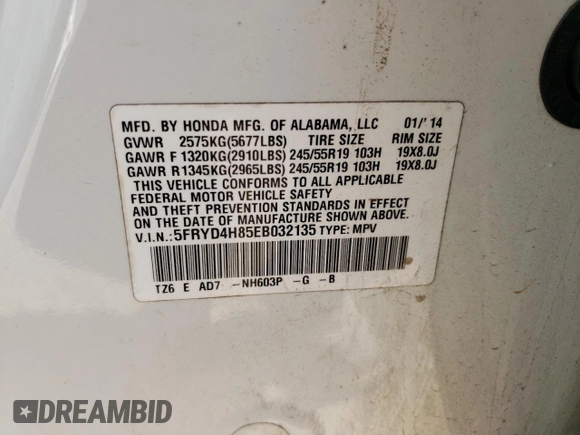 MFD. BY HONDA MFG. OF ALABAMA, LLC 01/'14
GVWR 2575KG(5677LBS) TIRE SIZE RIM SIZE
GAWR F 1320KG(2910LBS) 245/55R19 103H 19X8.0J
GAWR R 1345KG(2965LBS) 245/55R19 103H 19X8.0J
THIS VEHICLE CONFORMS TO ALL APPLICABLE
FEDERAL MOTOR VEHICLE SAFETY
AND THEFT PREVENTION STANDARDS IN EFFECT
ON THE DATE OF MANUFACTURE SHOWN ABOVE.
V.I.N.: 5FRYD4H85EB032135 TYPE: MPV
TZ6 E AD7 -NH603P -G -B
DREAMBID